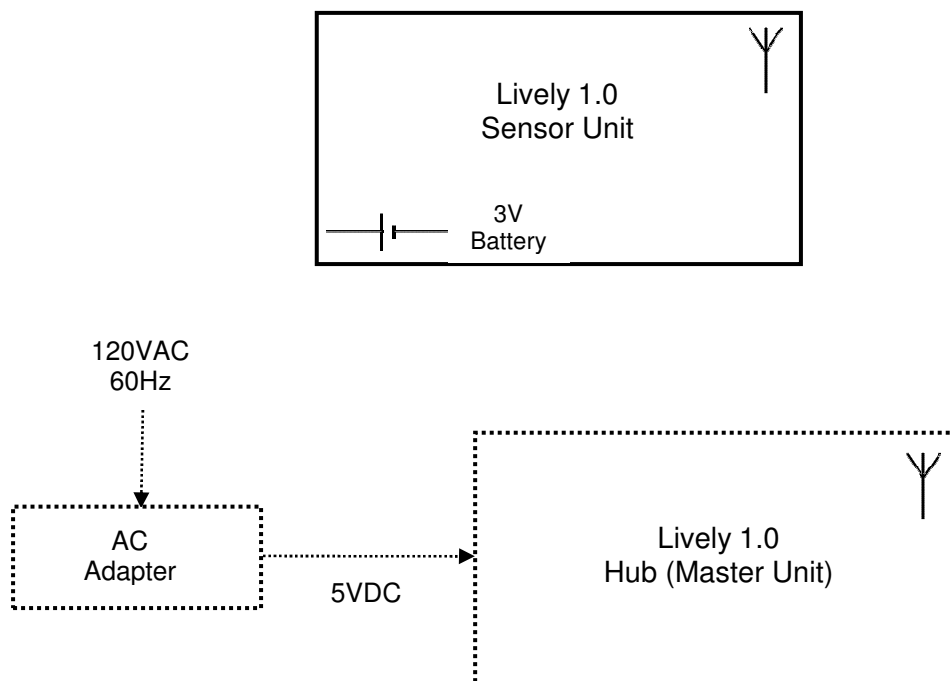 Lively 1.0
Sensor Unit
3V
Battery
120VAC
60Hz
AC
Adapter
5VDC
Lively 1.0
Hub (Master Unit)